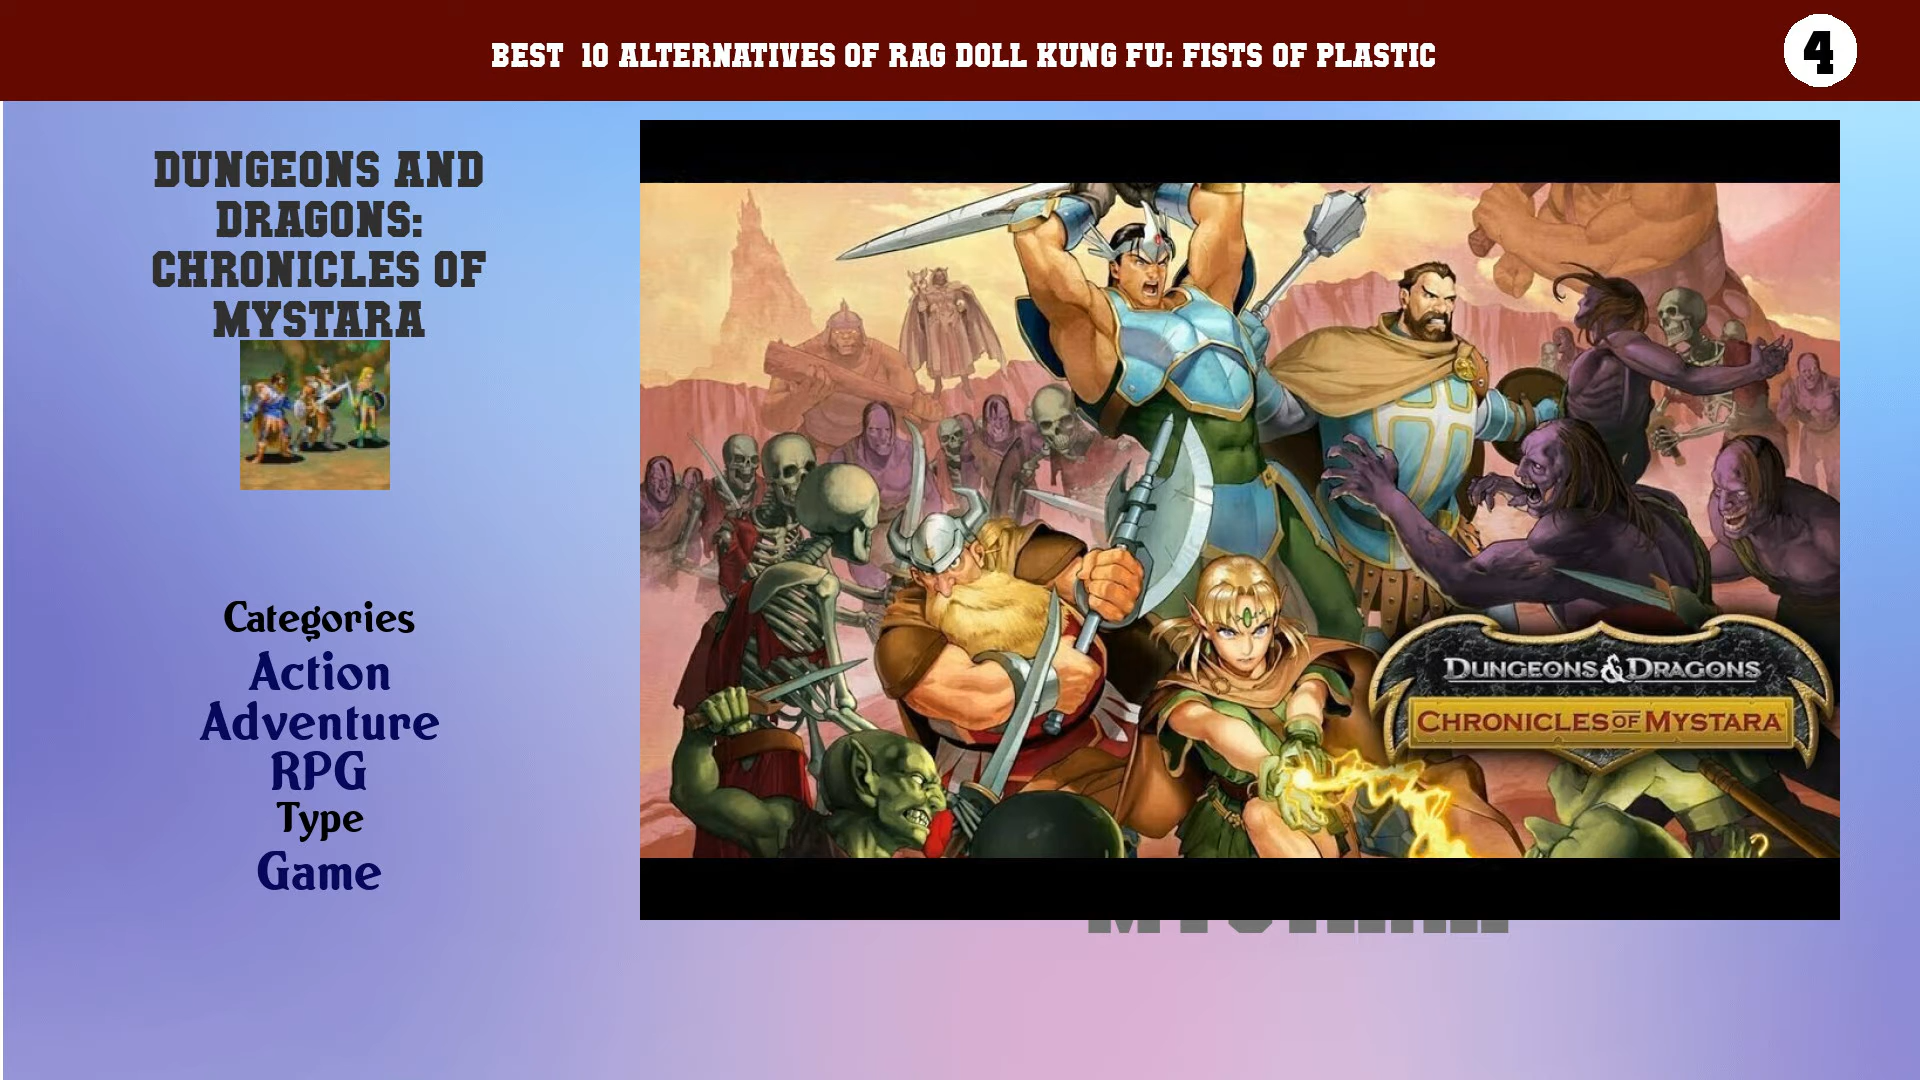 BEST 10 ALTERNATIVES OF RAG DOLL KUNG FU: FISTS OF PLASTIC
4
DUNGEONS AND
DRAGONS:
CHRONICLES OF
MYSTARA
Categories
Action
Adventure
RPG
Type
Game
DUNGEONS & DRAGONS
CHRONICLES OF MYSTARA